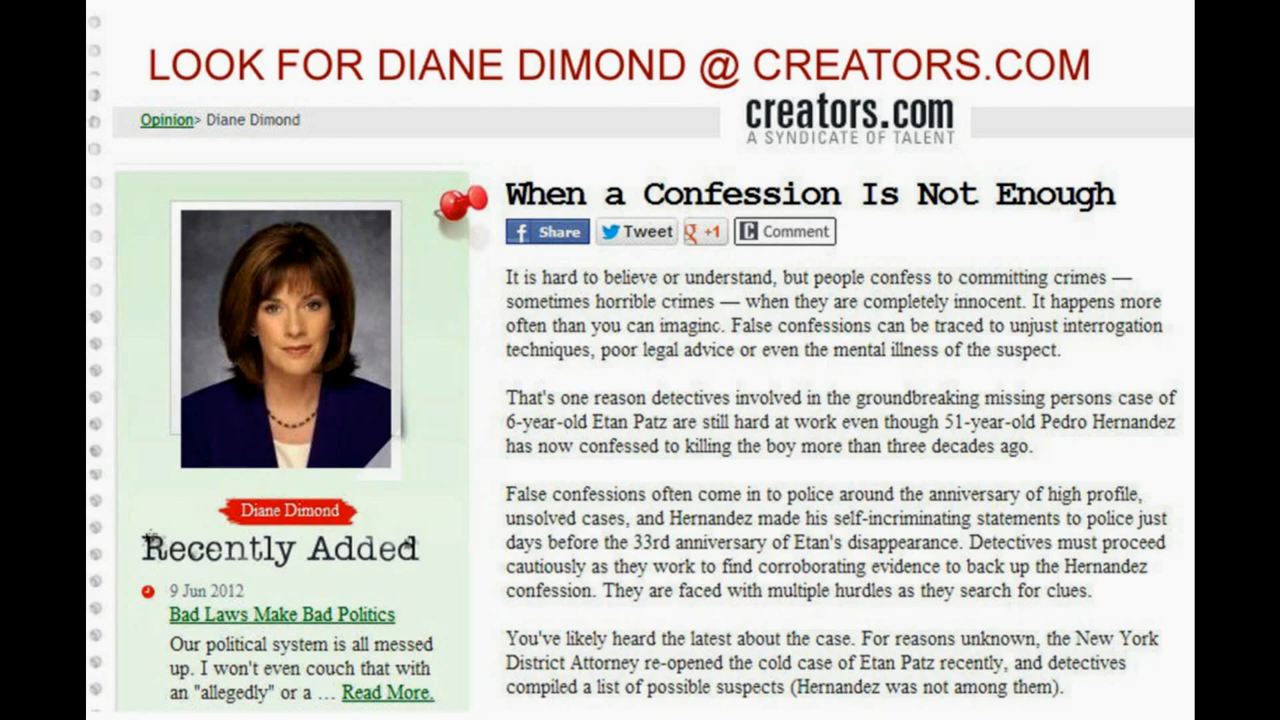 LOOK FOR DIANE DIMOND @ CREATORS.COM
creators.com
A SYNDICATE OF TALENT
Opinion> Diane Dimond
Diane Dimond
Recently Added
9 Jun 2012
Bad Laws Make Bad Politics
Our political system is all messed
up. I won't even couch that with
an "allegedly" or a ... Read More.
When a Confession Is Not Enough
f Share Tweet g +1 C Comment
It is hard to believe or understand, but people confess to committing crimes —
sometimes horrible crimes — when they are completely innocent. It happens more
often than you can imagine. False confessions can be traced to unjust interrogation
techniques, poor legal advice or even the mental illness of the suspect.
That's one reason detectives involved in the groundbreaking missing persons case of
6-year-old Etan Patz are still hard at work even though 51-year-old Pedro Hernandez
has now confessed to killing the boy more than three decades ago.
False confessions often come in to police around the anniversary of high profile,
unsolved cases, and Hernandez made his self-incriminating statements to police just
days before the 33rd anniversary of Etan's disappearance. Detectives must proceed
cautiously as they work to find corroborating evidence to back up the Hernandez
confession. They are faced with multiple hurdles as they search for clues.
You've likely heard the latest about the case. For reasons unknown, the New York
District Attorney re-opened the cold case of Etan Patz recently, and detectives
compiled a list of possible suspects (Hernandez was not among them).